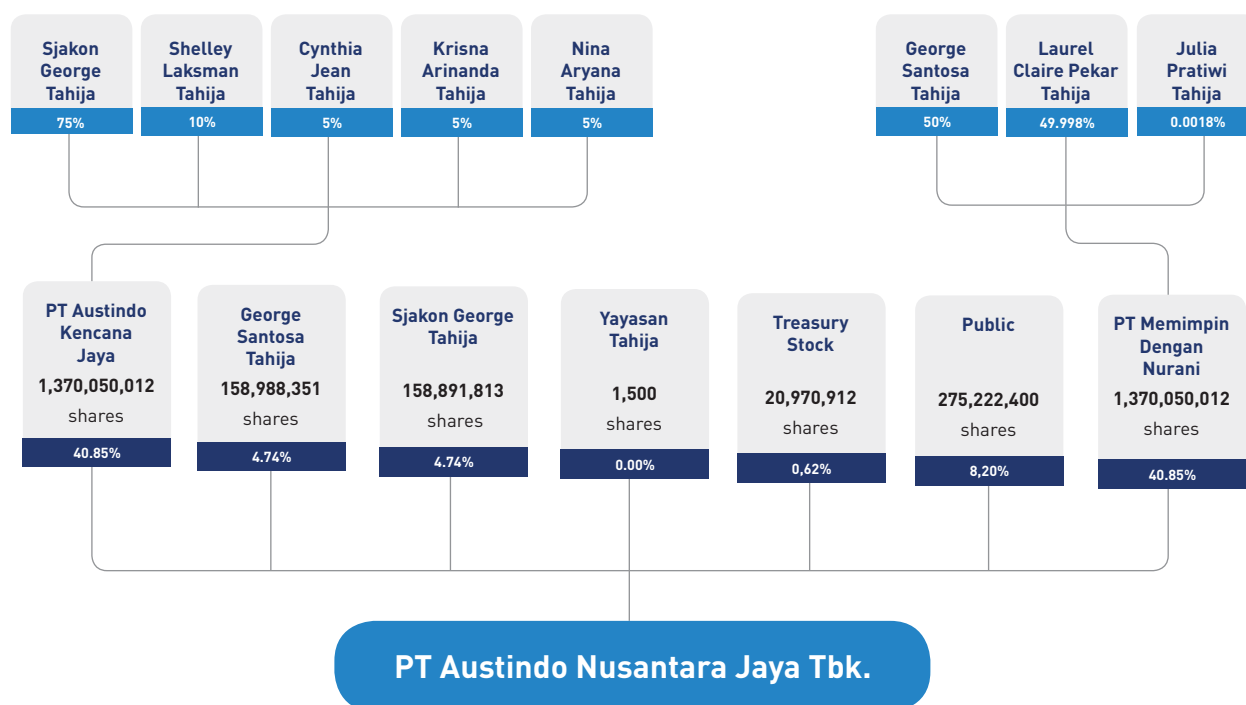 Sjakon
George
Tahija
75%
Shelley
Laksman
Tahija
10%
Cynthia
Jean
Tahija
5%
Krisna
Arinanda
Tahija
5%
Nina
Aryana
Tahija
5%
George
Santosa
Tahija
50%
Laurel
Claire Pekar
Tahija
49.998%
Julia
Pratiwi
Tahija
0.0018%
PT Austindo
Kencana
Jaya
1,370,050,012
shares
40.85%
George
Santosa
Tahija
158,988,351
shares
4.74%
Sjakon George
Tahija
158,891,813
shares
4.74%
Yayasan
Tahija
1,500
shares
0.00%
Treasury
Stock
20,970,912
shares
0,62%
Public
275,222,400
shares
8,20%
PT Memimpin
Dengan
Nurani
1,370,050,012
shares
40.85%
PT Austindo Nusantara Jaya Tbk.